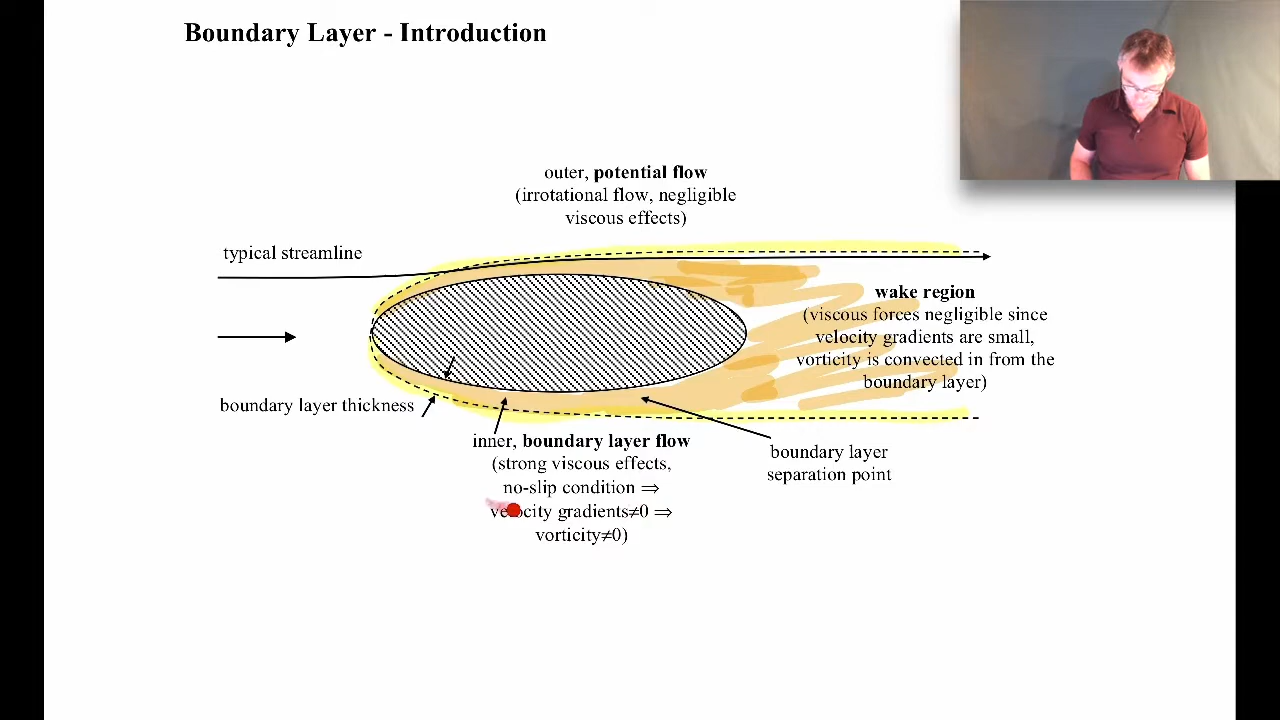 Boundary Layer - Introduction
outer, potential flow
(irrotational flow, negligible
viscous effects)
typical streamline
wake region
(viscous forces negligible since
velocity gradients are small,
vorticity is convected in from the
boundary layer)
boundary layer thickness
inner, boundary layer flow
(strong viscous effects,
no-slip condition ⇒
velocity gradients≠0 ⇒
vorticity≠0)
boundary layer
separation point